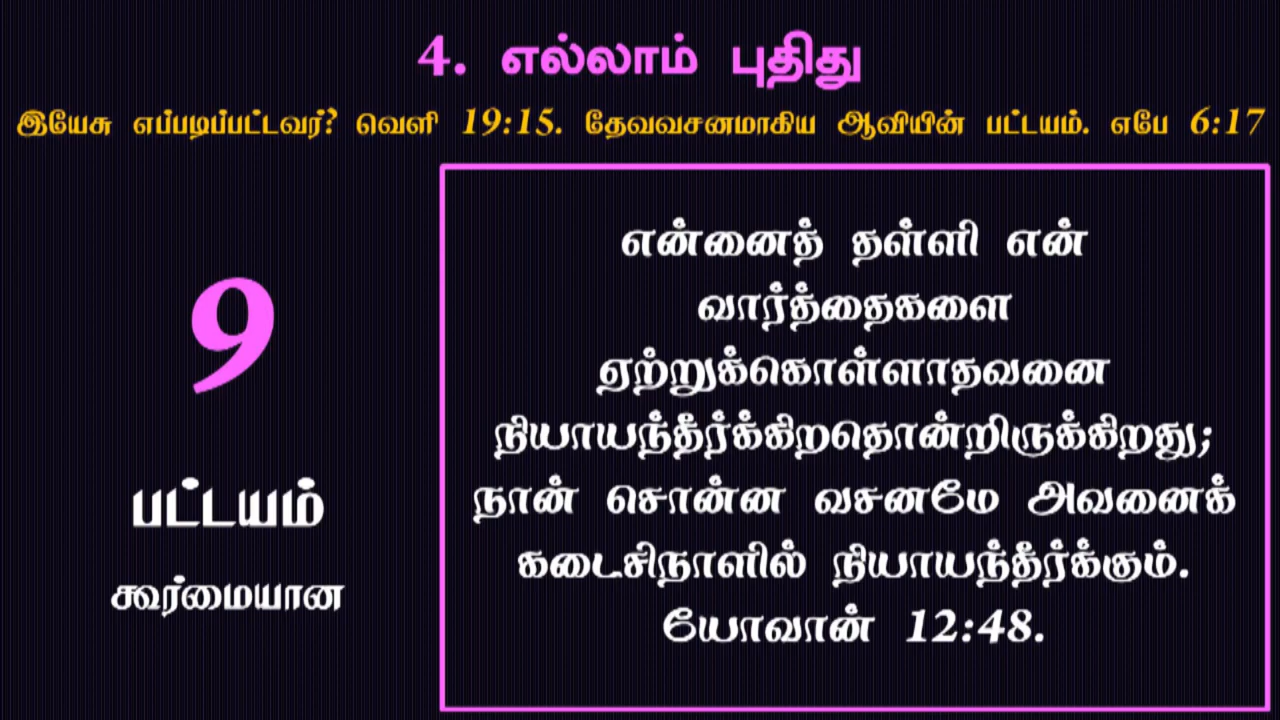 4. எல்லாம் புதிது
இயேசு எப்படிப்பட்டவர்? வெளி 19:15. தேவவசனமாகிய ஆவியின் பட்டயம். எபே 6:17
9
பட்டயம்
கூர்மையான
என்னைத் தள்ளி என்
வார்த்தைகளை
ஏற்றுக்கொள்ளாதவனை
நியாயந்தீர்க்கிறதொன்றிருக்கிறது;
நான் சொன்ன வசனமே அவனைக்
கடைசிநாளில் நியாயந்தீர்க்கும்.
யோவான் 12:48.